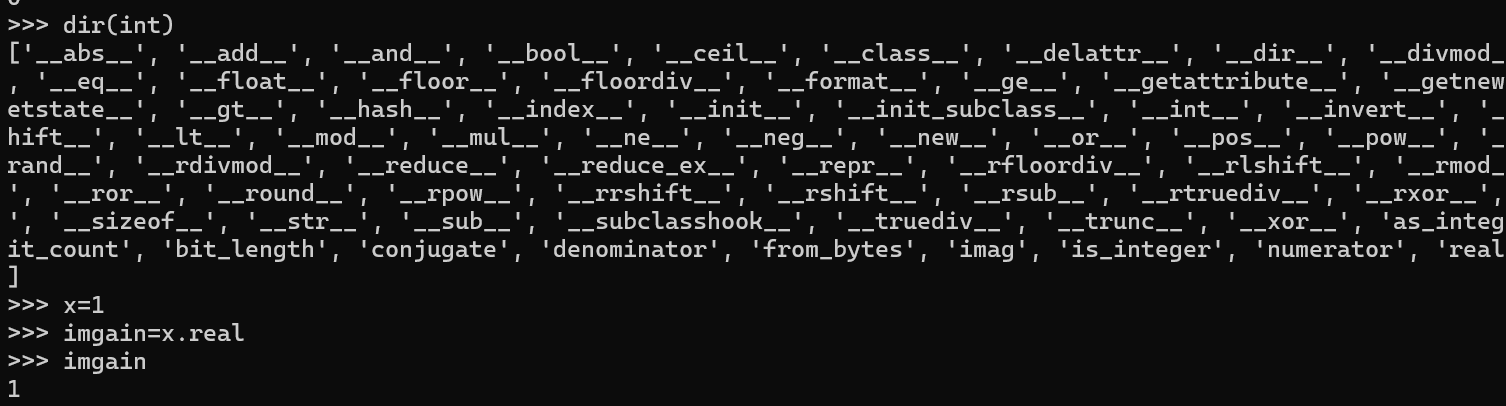 >>> dir(int)
['__abs__', '__add__', '__and__', '__bool__', '__ceil__', '__class__', '__delattr__', '__dir__', '__divmod_
, '__eq__', '__float__', '__floor__', '__floordiv__', '__format__', '__ge__', '__getattribute__', '__getnew
etstate__', '__gt__', '__hash__', '__index__', '__init__', '__init_subclass__', '__int__', '__invert__', '_
hift__', '__lt__', '__mod__', '__mul__', '__ne__', '__neg__', '__new__', '__or__', '__pos__', '__pow__', '_
rand__', '__rdivmod__', '__reduce__', '__reduce_ex__', '__repr__', '__rfloordiv__', '__rlshift__', '__rmod_
', '__ror__', '__round__', '__rpow__', '__rrshift__', '__rshift__', '__rsub__', '__rtruediv__', '__rxor__',
', '__sizeof__', '__str__', '__sub__', '__subclasshook__', '__truediv__', '__trunc__', '__xor__', 'as_integ
it_count', 'bit_length', 'conjugate', 'denominator', 'from_bytes', 'imag', 'is_integer', 'numerator', 'real
]
>>> x=1
>>> imgain=x.real
>>> imgain
1